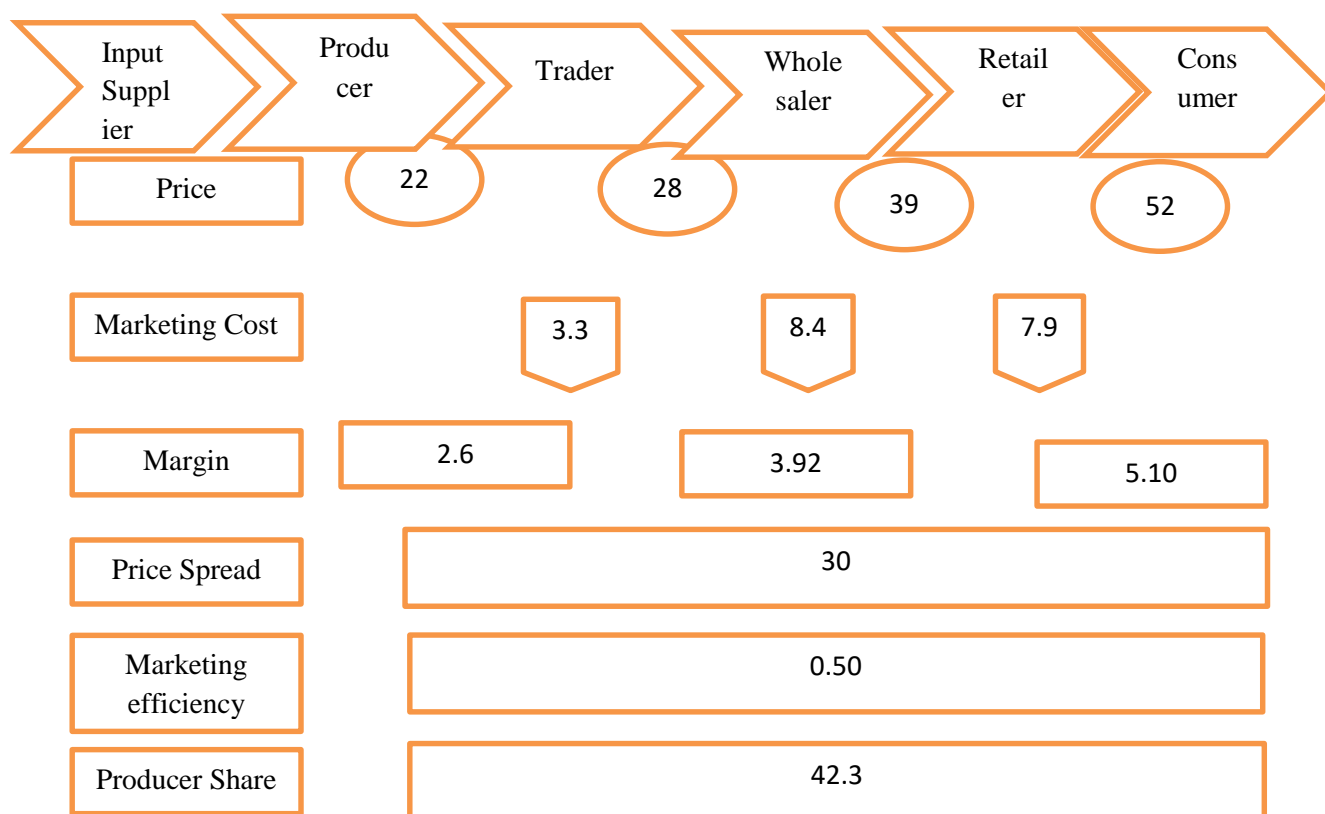 Input
Suppl
ier
Produ
cer
Trader
Whole
saler
Retail
er
Cons
umer
Price
22
28
39
52
Marketing Cost
3.3
8.4
7.9
Margin
2.6
3.92
5.10
Price Spread
30
Marketing
efficiency
0.50
Producer Share
42.3